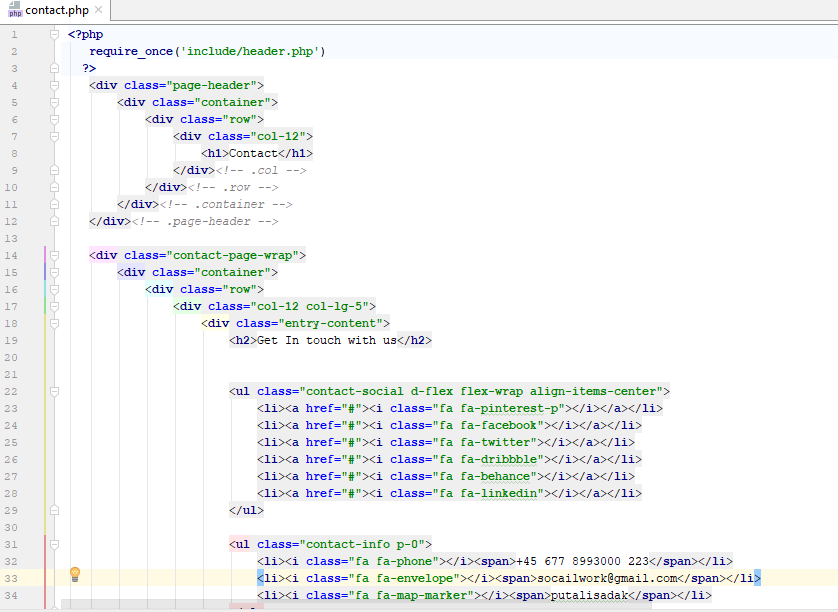 php contact.php
1 <?php
2 require_once('include/header.php')
3 ?>
4 <div class="page-header">
5 <div class="container">
6 <div class="row">
7 <div class="col-12">
8 <h1>Contact</h1>
9 </div><!-- .col -->
10 </div><!-- .row -->
11 </div><!-- .container -->
12 </div><!-- .page-header -->
13
14 <div class="contact-page-wrap">
15 <div class="container">
16 <div class="row">
17 <div class="col-12 col-lg-5">
18 <div class="entry-content">
19 <h2>Get In touch with us</h2>
20
21
22 <ul class="contact-social d-flex flex-wrap align-items-center">
23 <li><a href="#"><i class="fa fa-pinterest-p"></i></a></li>
24 <li><a href="#"><i class="fa fa-facebook"></i></a></li>
25 <li><a href="#"><i class="fa fa-twitter"></i></a></li>
26 <li><a href="#"><i class="fa fa-dribbble"></i></a></li>
27 <li><a href="#"><i class="fa fa-behance"></i></a></li>
28 <li><a href="#"><i class="fa fa-linkedin"></i></a></li>
29 </ul>
30
31 <ul class="contact-info p-0">
32 <li><i class="fa fa-phone"></i><span>+45 677 8993000 223</span></li>
33 <li><i class="fa fa-envelope"></i><span>socailwork@gmail.com</span></li>
34 <li><i class="fa fa-map-marker"></i><span>putalisadak</span></li>